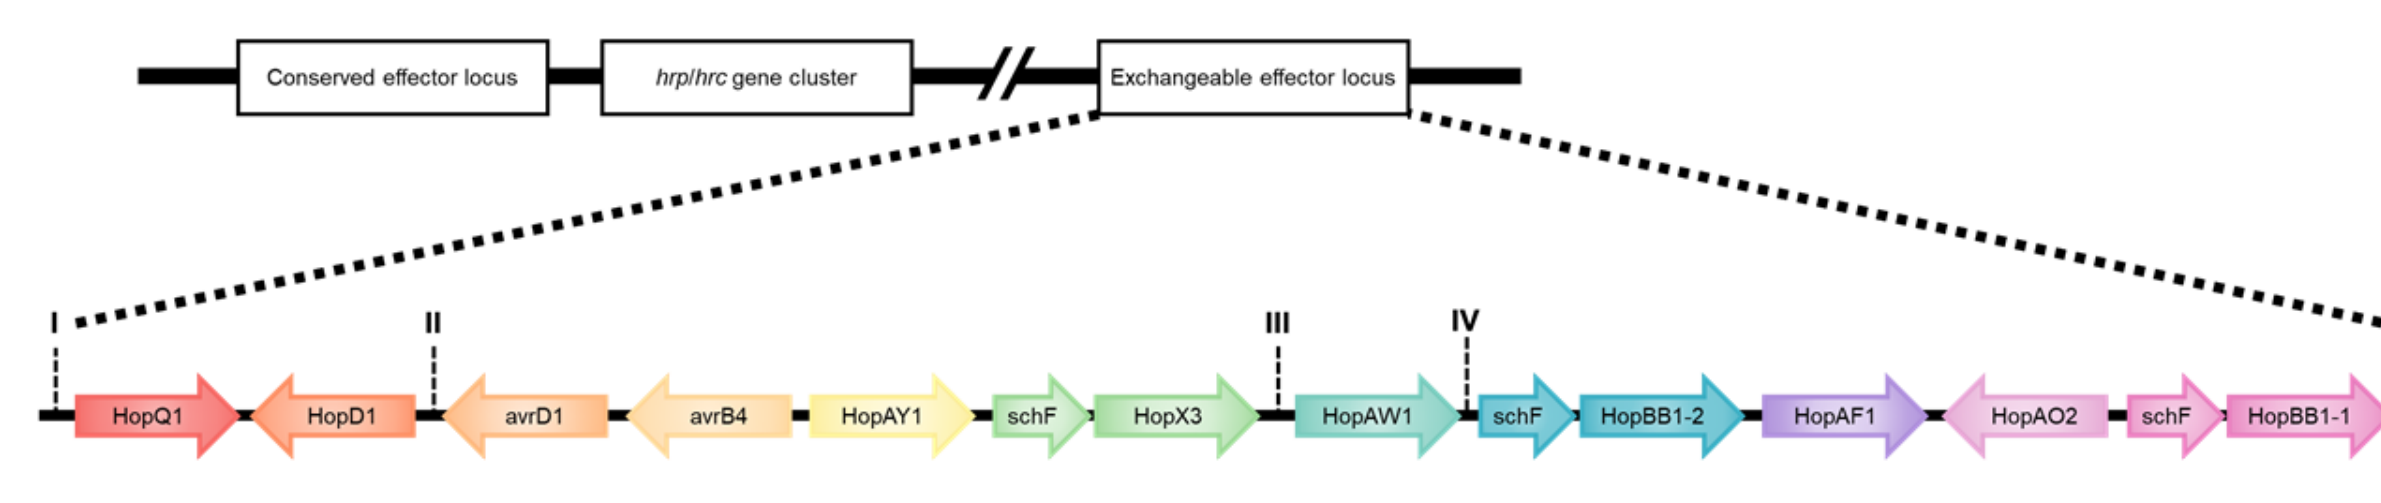 Conserved effector locus
hrp/hrc gene cluster
Exchangeable effector locus
I
II
III
IV
HopQ1
HopD1
avrD1
avrB4
HopAY1
schF
HopX3
HopAW1
schF
HopBB1-2
HopAF1
HopAO2
schF
HopBB1-1